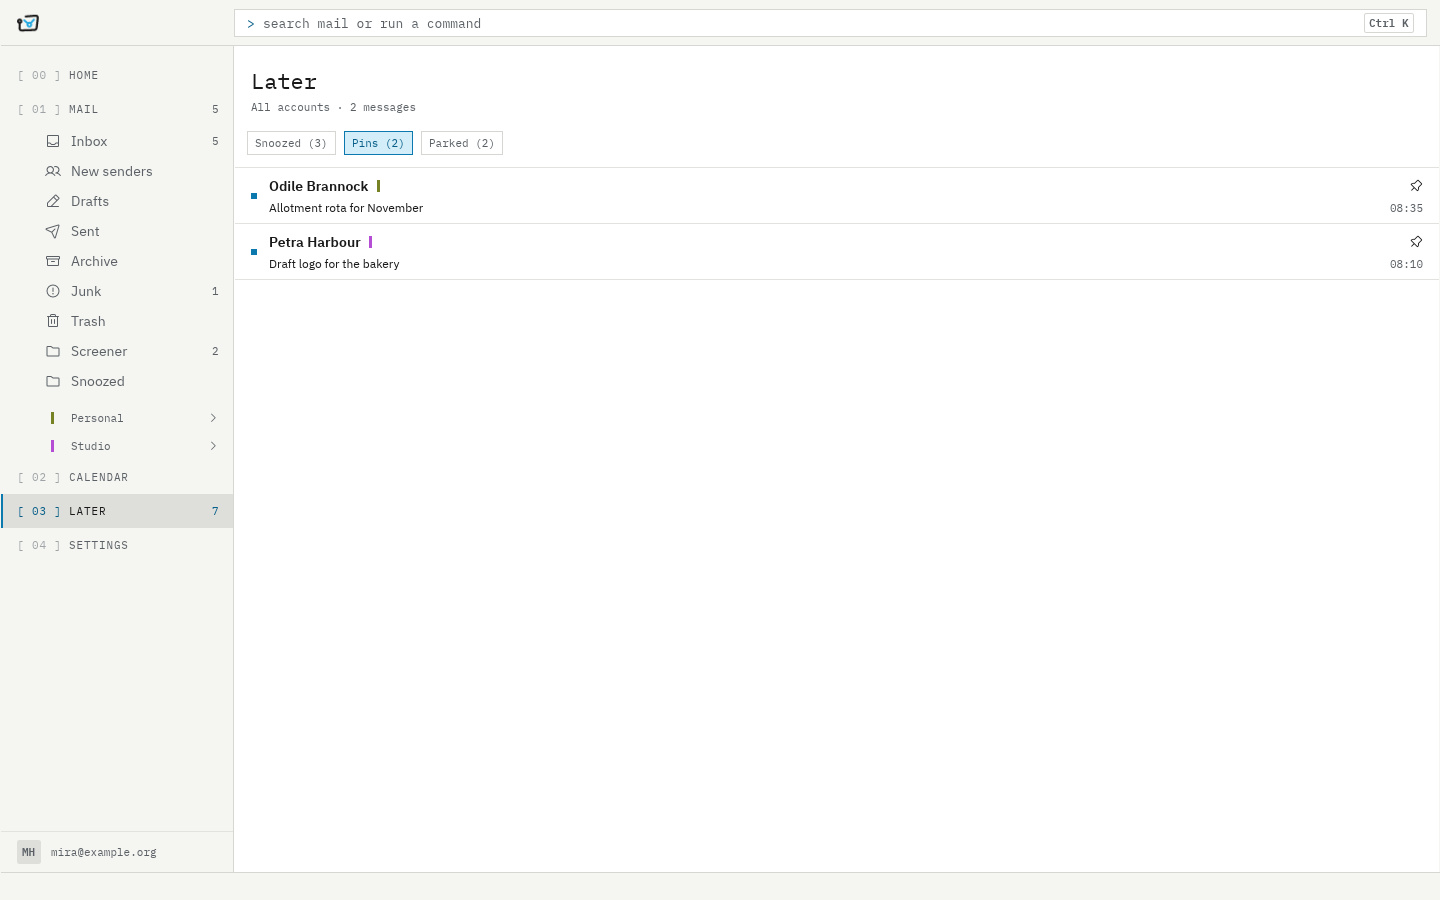 > search mail or run a command Ctrl K
[ 00 ] HOME
[ 01 ] MAIL 5
Inbox 5
New senders
Drafts
Sent
Archive
Junk 1
Trash
Screener 2
Snoozed
Personal
Studio
[ 02 ] CALENDAR
[ 03 ] LATER 7
[ 04 ] SETTINGS
MH mira@example.org
Later
All accounts · 2 messages
Snoozed (3) Pins (2) Parked (2)
Odile Brannock
Allotment rota for November 08:35
Petra Harbour
Draft logo for the bakery 08:10